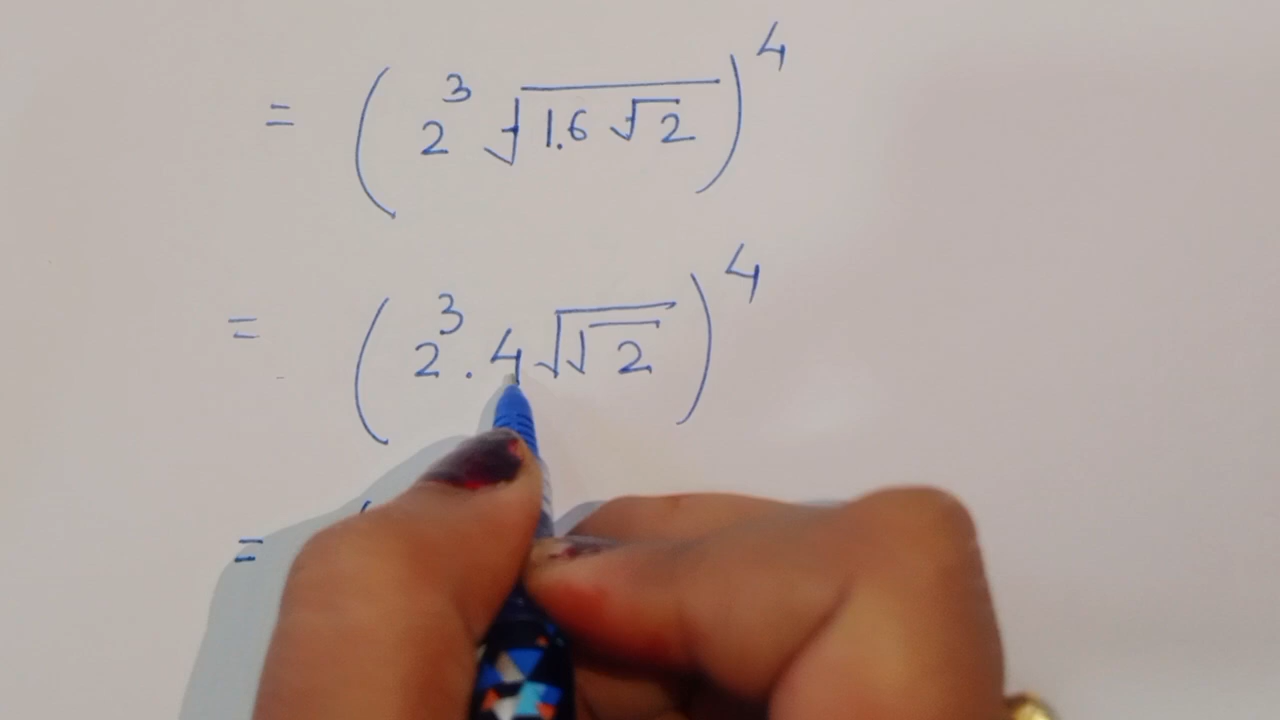 = ( 2³ √(1.6 √2) )⁴
= ( 2³ . 4 √(√2) )⁴
= (